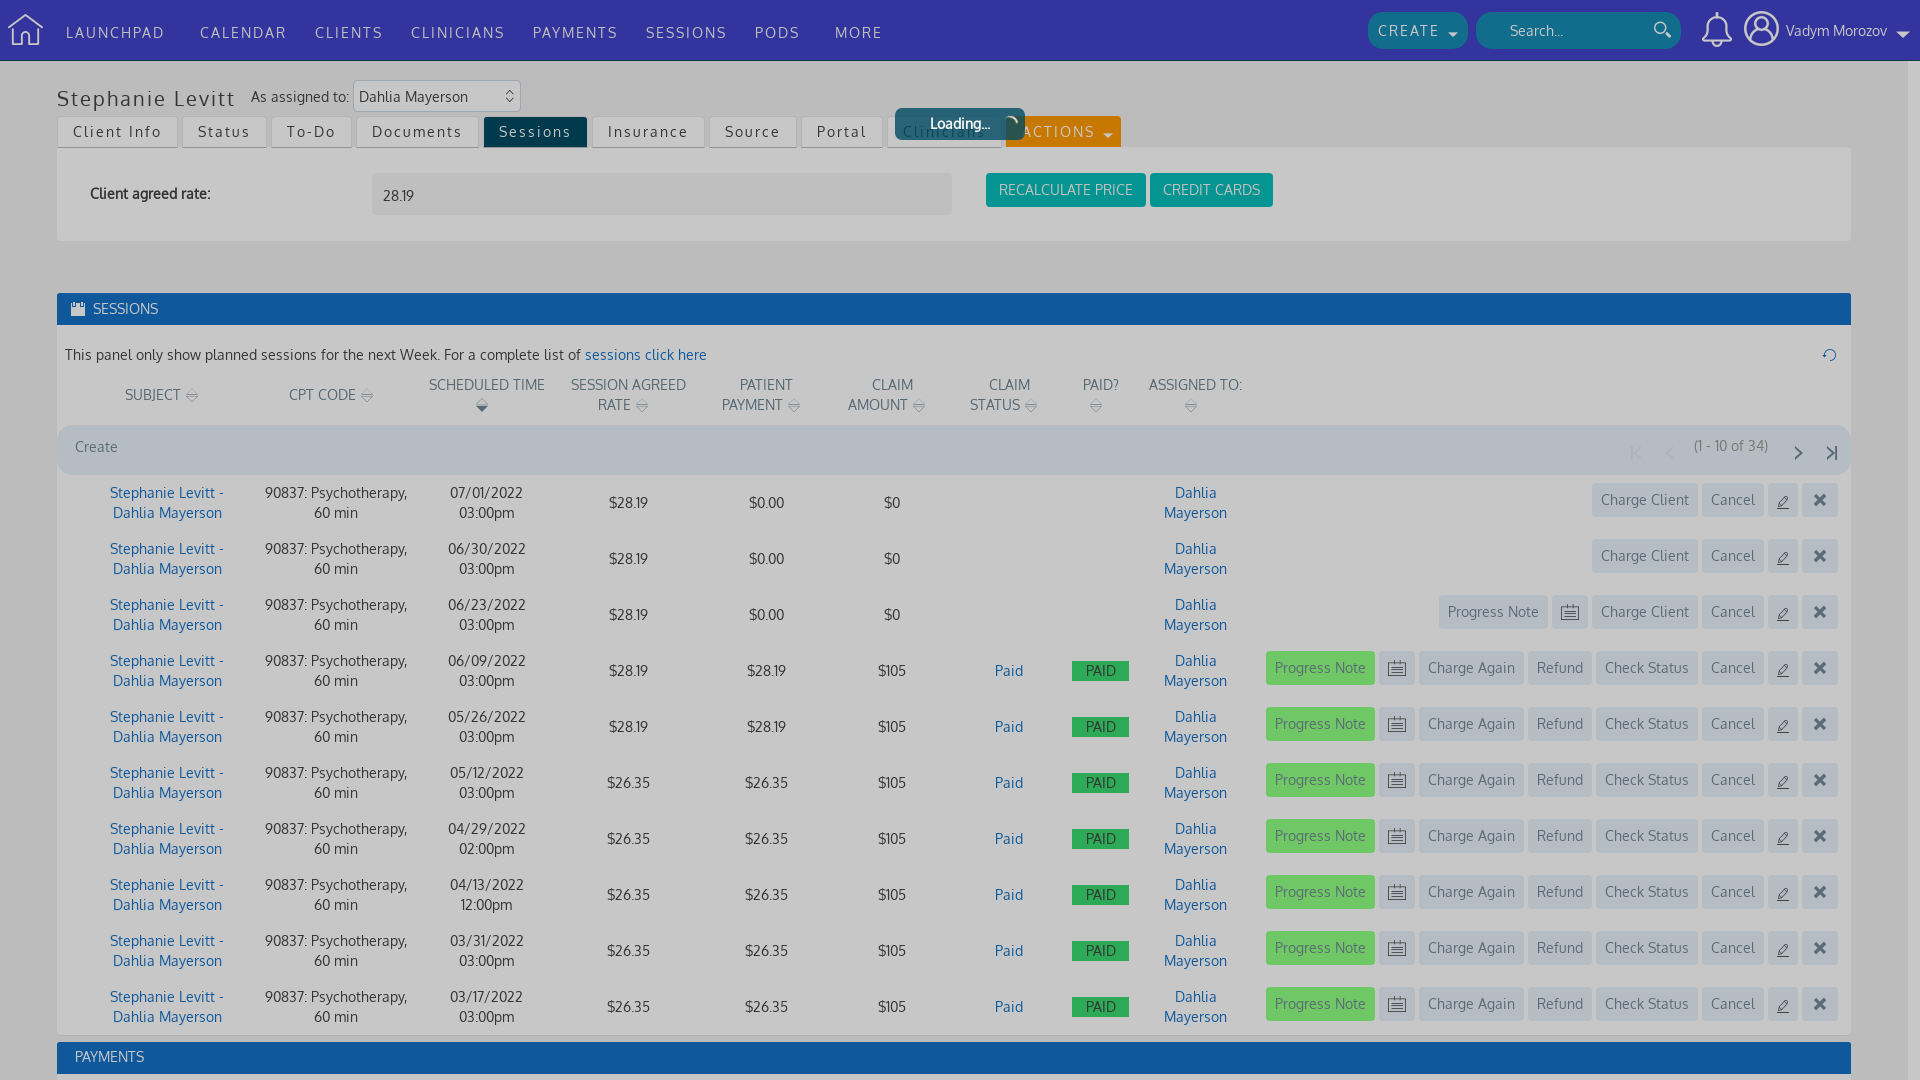 LAUNCHPAD CALENDAR CLIENTS CLINICIANS PAYMENTS SESSIONS PODS MORE CREATE Search... Vadym Morozov
Stephanie Levitt As assigned to: Dahlia Mayerson
Client Info Status To-Do Documents Sessions Insurance Source Portal Clinicians ACTIONS
Loading...
Client agreed rate: 28.19 RECALCULATE PRICE CREDIT CARDS
SESSIONS
This panel only show planned sessions for the next Week. For a complete list of sessions click here
SUBJECT CPT CODE SCHEDULED TIME SESSION AGREED RATE PATIENT PAYMENT CLAIM AMOUNT CLAIM STATUS PAID? ASSIGNED TO:
Create (1 - 10 of 34)
Stephanie Levitt - Dahlia Mayerson 90837: Psychotherapy, 60 min 07/01/2022 03:00pm $28.19 $0.00 $0 Dahlia Mayerson Charge Client Cancel
Stephanie Levitt - Dahlia Mayerson 90837: Psychotherapy, 60 min 06/30/2022 03:00pm $28.19 $0.00 $0 Dahlia Mayerson Charge Client Cancel
Stephanie Levitt - Dahlia Mayerson 90837: Psychotherapy, 60 min 06/23/2022 03:00pm $28.19 $0.00 $0 Dahlia Mayerson Progress Note Charge Client Cancel
Stephanie Levitt - Dahlia Mayerson 90837: Psychotherapy, 60 min 06/09/2022 03:00pm $28.19 $28.19 $105 Paid PAID Dahlia Mayerson Progress Note Charge Again Refund Check Status Cancel
Stephanie Levitt - Dahlia Mayerson 90837: Psychotherapy, 60 min 05/26/2022 03:00pm $28.19 $28.19 $105 Paid PAID Dahlia Mayerson Progress Note Charge Again Refund Check Status Cancel
Stephanie Levitt - Dahlia Mayerson 90837: Psychotherapy, 60 min 05/12/2022 03:00pm $26.35 $26.35 $105 Paid PAID Dahlia Mayerson Progress Note Charge Again Refund Check Status Cancel
Stephanie Levitt - Dahlia Mayerson 90837: Psychotherapy, 60 min 04/29/2022 02:00pm $26.35 $26.35 $105 Paid PAID Dahlia Mayerson Progress Note Charge Again Refund Check Status Cancel
Stephanie Levitt - Dahlia Mayerson 90837: Psychotherapy, 60 min 04/13/2022 12:00pm $26.35 $26.35 $105 Paid PAID Dahlia Mayerson Progress Note Charge Again Refund Check Status Cancel
Stephanie Levitt - Dahlia Mayerson 90837: Psychotherapy, 60 min 03/31/2022 03:00pm $26.35 $26.35 $105 Paid PAID Dahlia Mayerson Progress Note Charge Again Refund Check Status Cancel
Stephanie Levitt - Dahlia Mayerson 90837: Psychotherapy, 60 min 03/17/2022 03:00pm $26.35 $26.35 $105 Paid PAID Dahlia Mayerson Progress Note Charge Again Refund Check Status Cancel
PAYMENTS